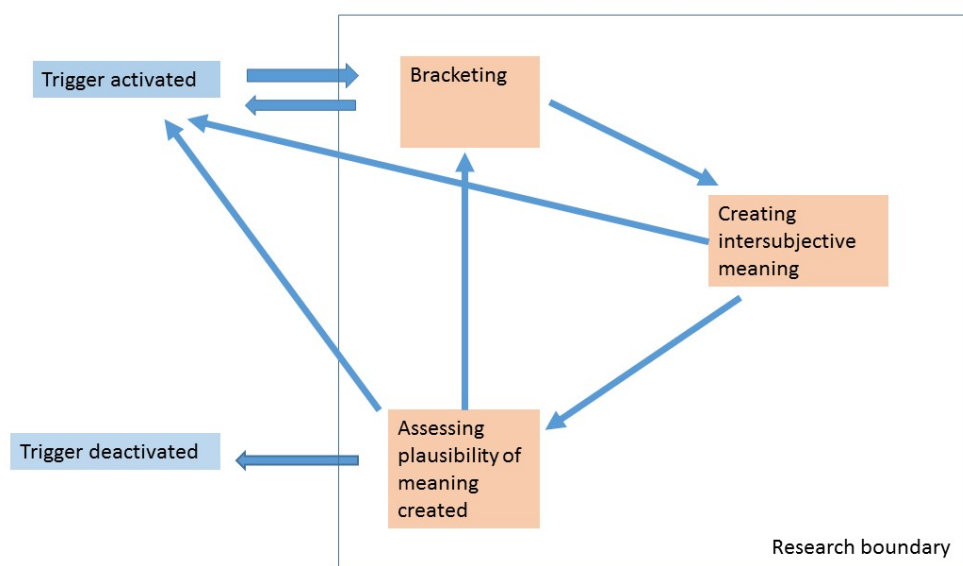 Trigger activated
Bracketing
Creating
intersubjective
meaning
Assessing
plausibility of
meaning
created
Trigger deactivated
Research boundary